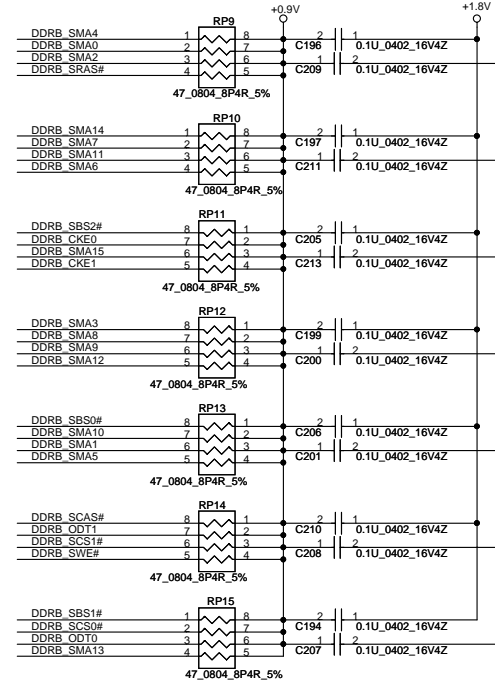 +0.9V +1.8V
RP9
DDRB_SMA4 1 8 2 1
DDRB_SMA0 2 7 C196 0.1U_0402_16V4Z
DDRB_SMA2 3 6 1 2
DDRB_SRAS# 4 5 C209 0.1U_0402_16V4Z
47_0804_8P4R_5%
RP10
DDRB_SMA14 1 8 2 1
DDRB_SMA7 2 7 C197 0.1U_0402_16V4Z
DDRB_SMA11 3 6 1 2
DDRB_SMA6 4 5 C211 0.1U_0402_16V4Z
47_0804_8P4R_5%
RP11
DDRB_SBS2# 8 1 2 1
DDRB_CKE0 7 2 C205 0.1U_0402_16V4Z
DDRB_SMA15 6 3 1 2
DDRB_CKE1 5 4 C213 0.1U_0402_16V4Z
47_0804_8P4R_5%
RP12
DDRB_SMA3 8 1 2 1
DDRB_SMA8 7 2 C199 0.1U_0402_16V4Z
DDRB_SMA9 6 3 1 2
DDRB_SMA12 5 4 C200 0.1U_0402_16V4Z
47_0804_8P4R_5%
RP13
DDRB_SBS0# 8 1 2 1
DDRB_SMA10 7 2 C206 0.1U_0402_16V4Z
DDRB_SMA1 6 3 1 2
DDRB_SMA5 5 4 C201 0.1U_0402_16V4Z
47_0804_8P4R_5%
RP14
DDRB_SCAS# 8 1 2 1
DDRB_ODT1 7 2 C210 0.1U_0402_16V4Z
DDRB_SCS1# 6 3 1 2
DDRB_SWE# 5 4 C208 0.1U_0402_16V4Z
47_0804_8P4R_5%
RP15
DDRB_SBS1# 1 8 2 1
DDRB_SCS0# 2 7 C194 0.1U_0402_16V4Z
DDRB_ODT0 3 6 1 2
DDRB_SMA13 4 5 C207 0.1U_0402_16V4Z
47_0804_8P4R_5%